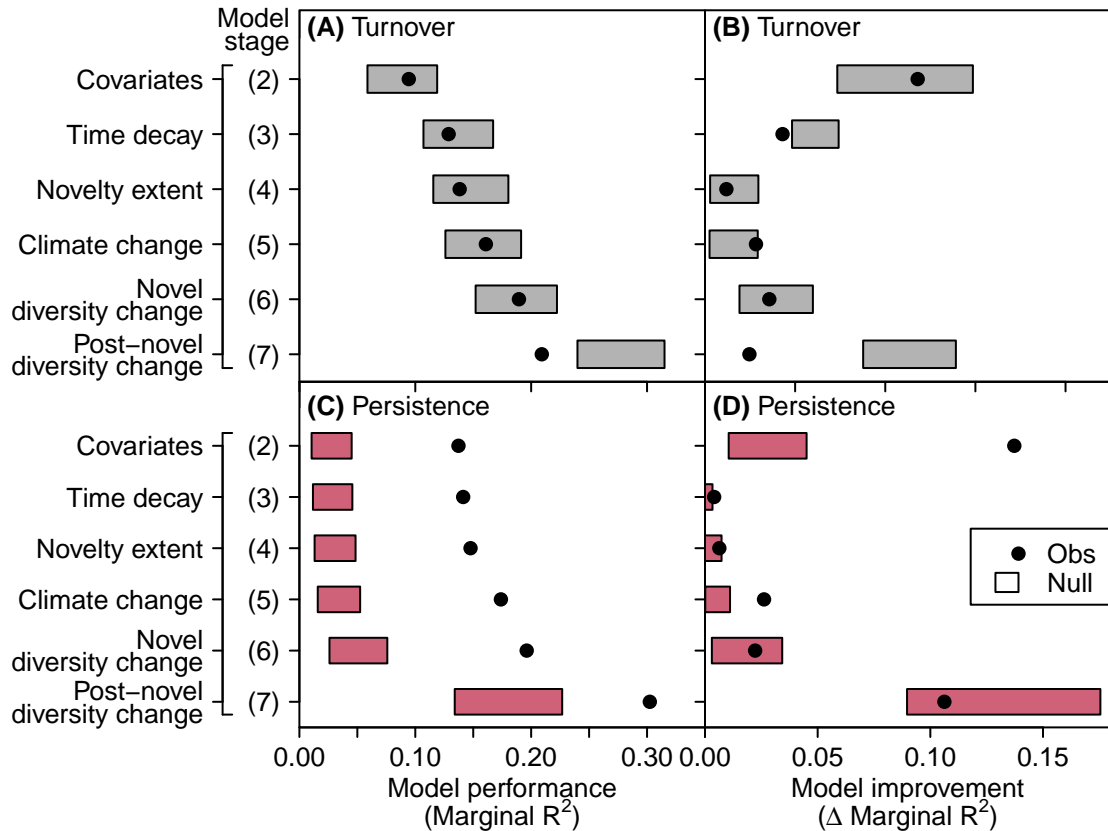 Model
stage
(A) Turnover
(B) Turnover
Covariates (2)
Time decay (3)
Novelty extent (4)
Climate change (5)
Novel
diversity change (6)
Post−novel
diversity change (7)
(C) Persistence
(D) Persistence
Covariates (2)
Time decay (3)
Novelty extent (4)
Climate change (5)
Novel
diversity change (6)
Post−novel
diversity change (7)
Obs
Null
0.00 0.10 0.20 0.30
0.00 0.05 0.10 0.15
Model performance
(Marginal R²)
Model improvement
(Δ Marginal R²)